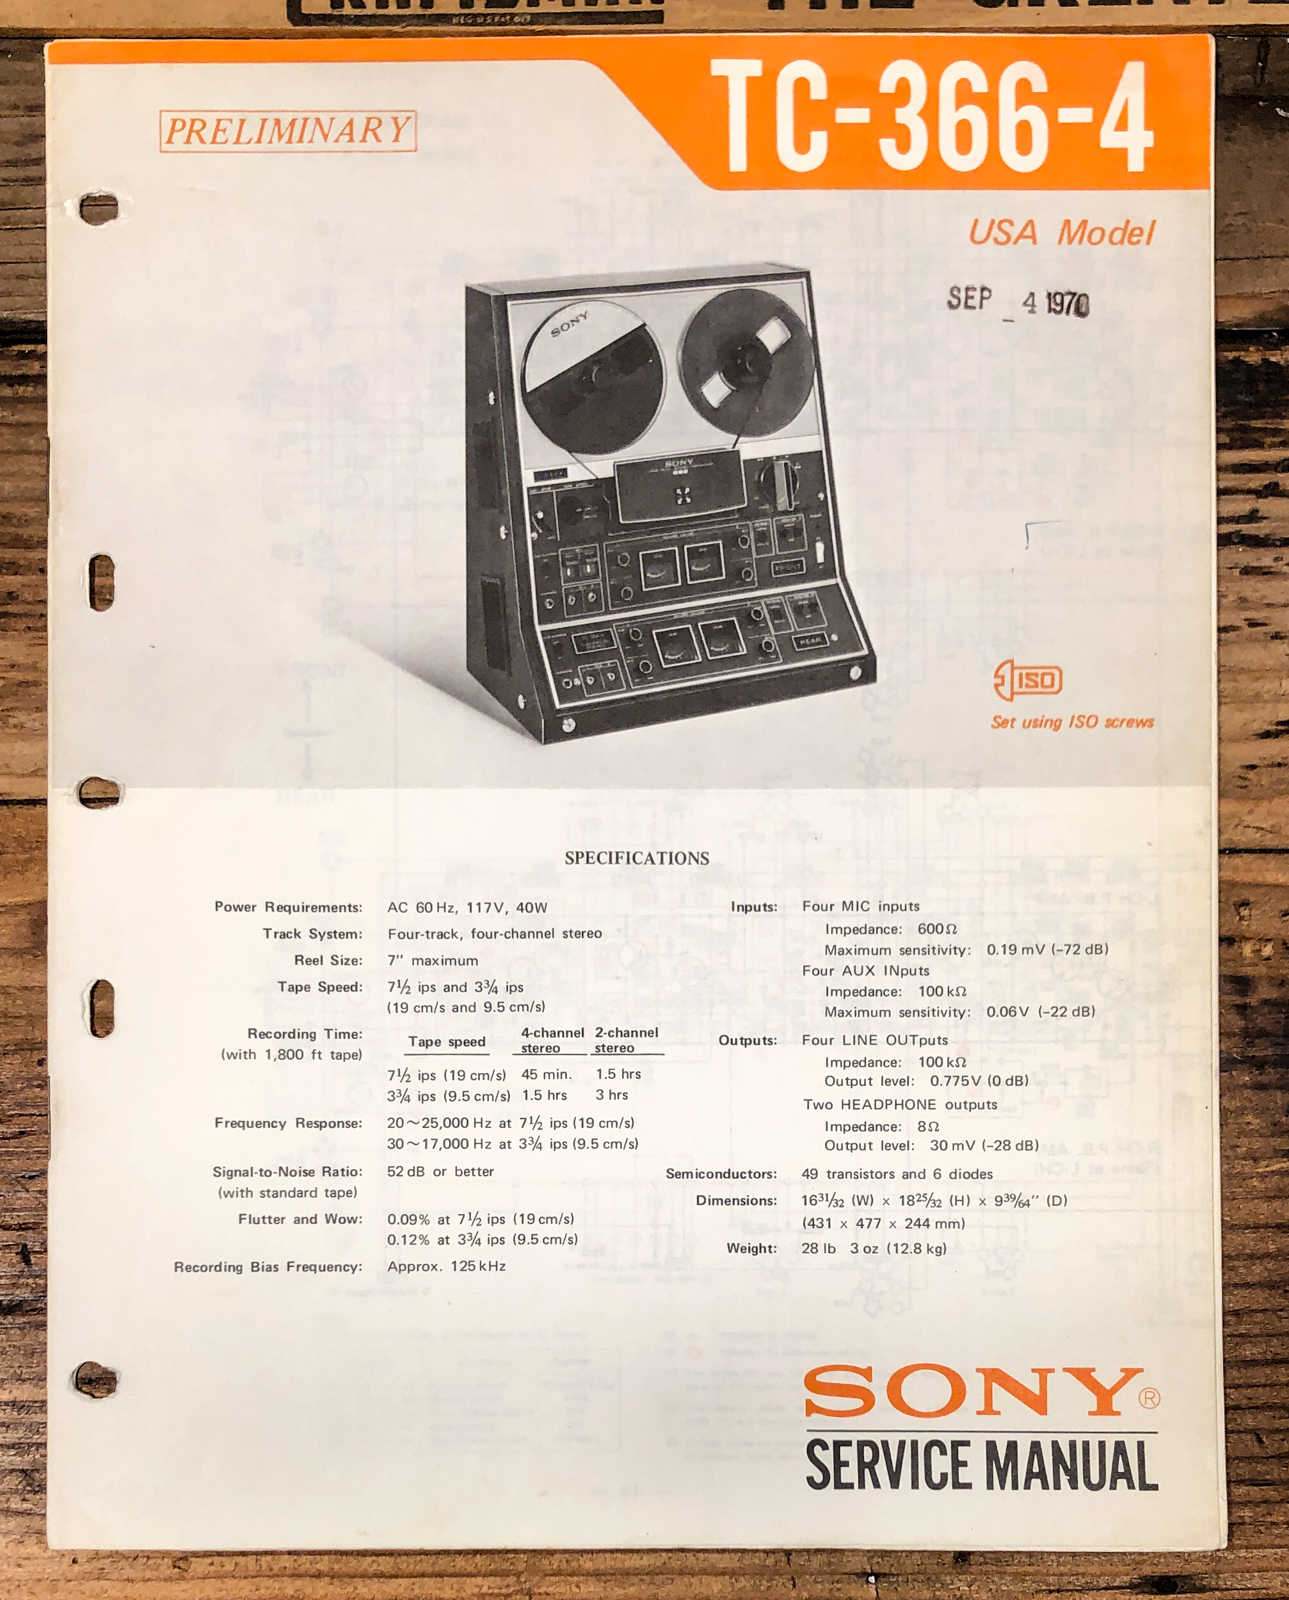 REG US PAT OFF
TC-366-4
PRELIMINARY
USA Model
SEP _ 4 1970
SONY
SONY
FRONT
REAR
ISO
Set using ISO screws
SPECIFICATIONS
Power Requirements: AC 60 Hz, 117V, 40W
Track System: Four-track, four-channel stereo
Reel Size: 7" maximum
Tape Speed: 7½ ips and 3¾ ips
(19 cm/s and 9.5 cm/s)
Recording Time:
(with 1,800 ft tape)
Tape speed 4-channel stereo 2-channel stereo
7½ ips (19 cm/s) 45 min. 1.5 hrs
3¾ ips (9.5 cm/s) 1.5 hrs 3 hrs
Frequency Response: 20~25,000 Hz at 7½ ips (19 cm/s)
30~17,000 Hz at 3¾ ips (9.5 cm/s)
Signal-to-Noise Ratio: 52 dB or better
(with standard tape)
Flutter and Wow: 0.09% at 7½ ips (19 cm/s)
0.12% at 3¾ ips (9.5 cm/s)
Recording Bias Frequency: Approx. 125 kHz
Inputs: Four MIC inputs
Impedance: 600Ω
Maximum sensitivity: 0.19 mV (−72 dB)
Four AUX INputs
Impedance: 100 kΩ
Maximum sensitivity: 0.06V (−22 dB)
Outputs: Four LINE OUTputs
Impedance: 100 kΩ
Output level: 0.775V (0 dB)
Two HEADPHONE outputs
Impedance: 8Ω
Output level: 30 mV (−28 dB)
Semiconductors: 49 transistors and 6 diodes
Dimensions: 16 31/32 (W) x 18 25/32 (H) x 9 39/64" (D)
(431 x 477 x 244 mm)
Weight: 28 lb 3 oz (12.8 kg)
SONY®
SERVICE MANUAL